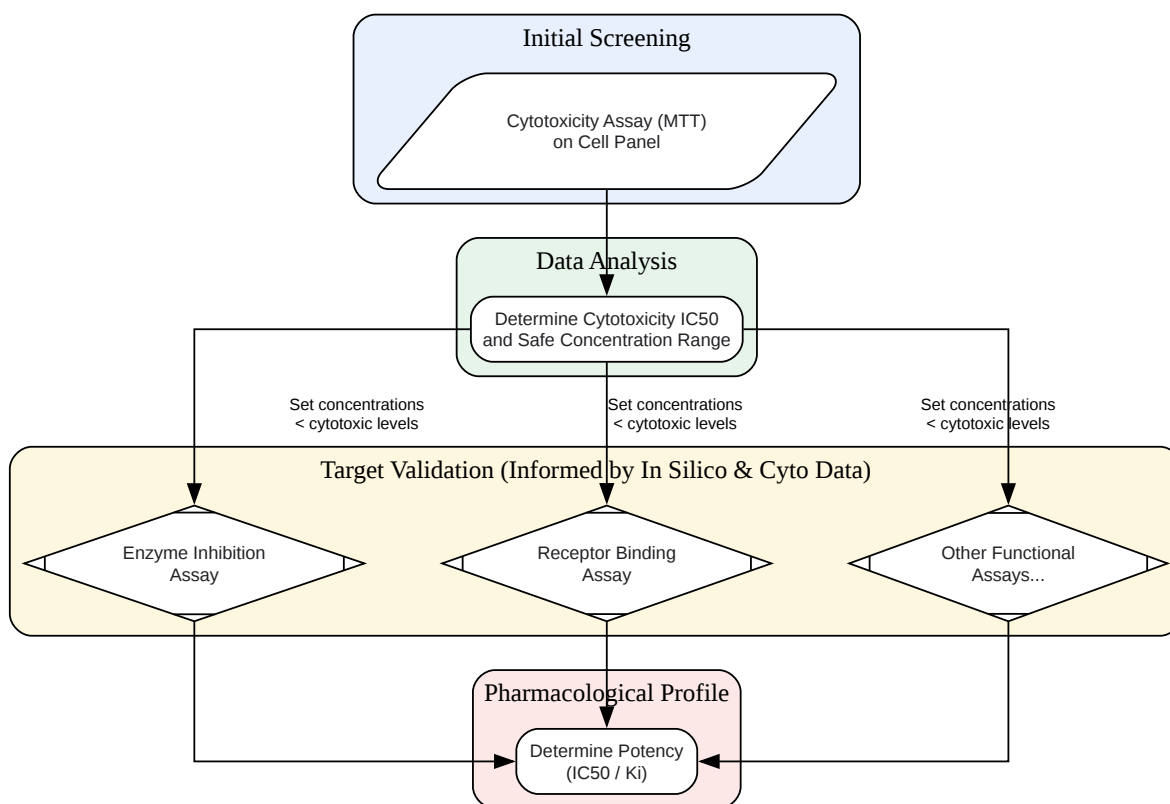 Initial Screening
Cytotoxicity Assay (MTT)
on Cell Panel
Data Analysis
Determine Cytotoxicity IC50
and Safe Concentration Range
Set concentrations
< cytotoxic levels
Set concentrations
< cytotoxic levels
Set concentrations
< cytotoxic levels
Target Validation (Informed by In Silico & Cyto Data)
Enzyme Inhibition
Assay
Receptor Binding
Assay
Other Functional
Assays...
Pharmacological Profile
Determine Potency
(IC50 / Ki)